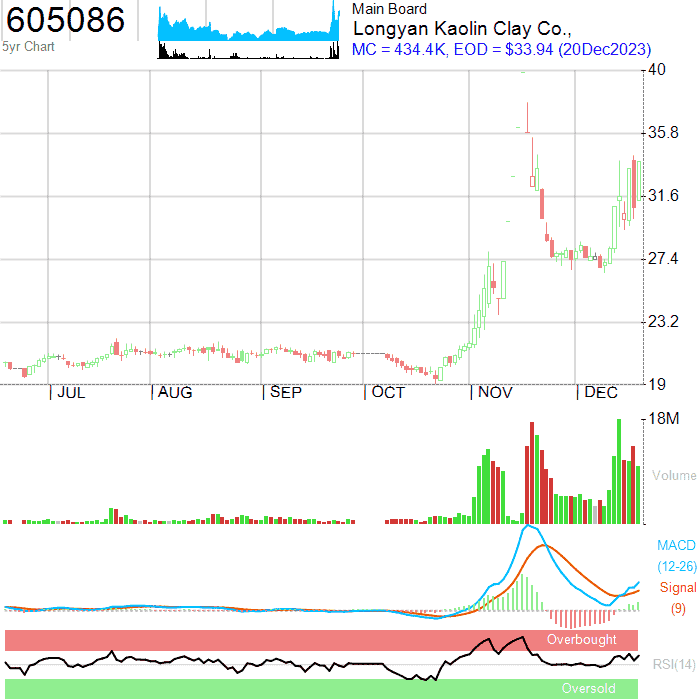 605086
5yr Chart
Main Board
Longyan Kaolin Clay Co.,
MC = 434.4K, EOD = $33.94 (20Dec2023)
40
35.8
31.6
27.4
23.2
19
JUL
AUG
SEP
OCT
NOV
DEC
18M
Volume
MACD
(12-26)
Signal
(9)
Overbought
RSI(14)
Oversold